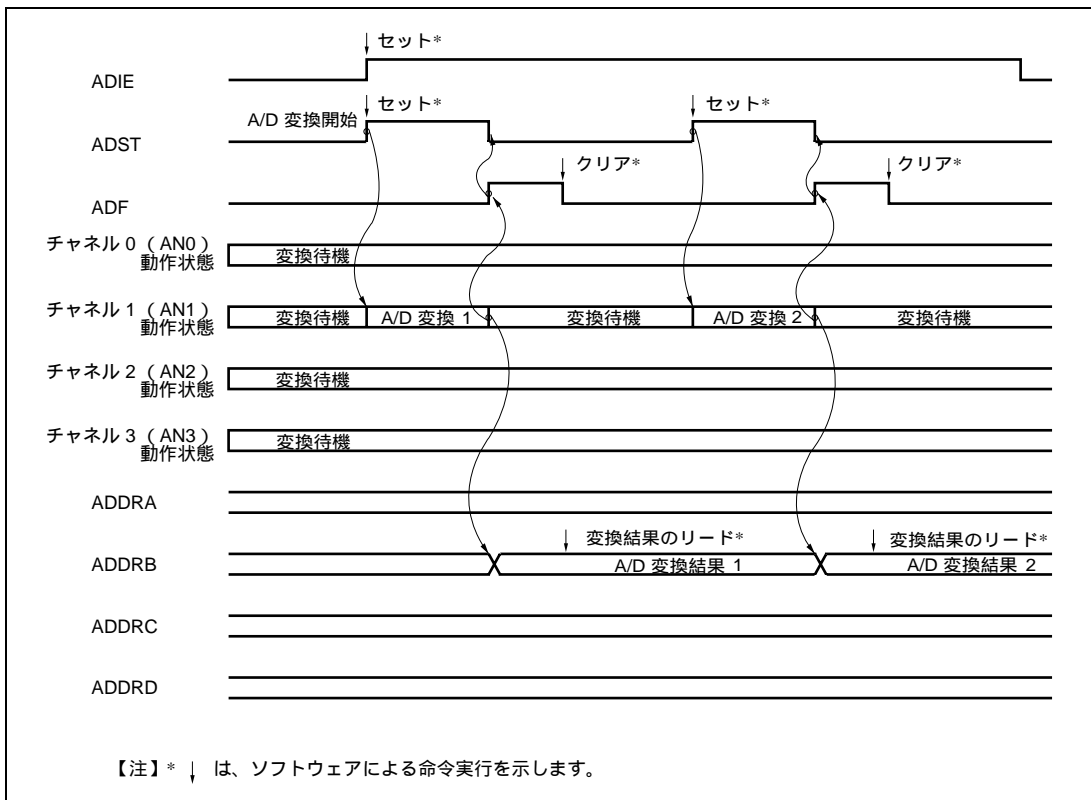 ↓ セット*
ADIE
↓ セット*
↓ セット*
A/D 変換開始
ADST
↓ クリア*
↓ クリア*
ADF
チャネル 0 ( AN0 )
動作状態
変換待機
チャネル 1 ( AN1 )
動作状態
変換待機
A/D 変換 1
変換待機
A/D 変換 2
変換待機
チャネル 2 ( AN2 )
動作状態
変換待機
チャネル 3 ( AN3 )
動作状態
変換待機
ADDRA
↓ 変換結果のリード*
↓ 変換結果のリード*
ADDRB
A/D 変換結果 1
A/D 変換結果 2
ADDRC
ADDRD
【注】* ↓ は、ソフトウェアによる命令実行を示します。